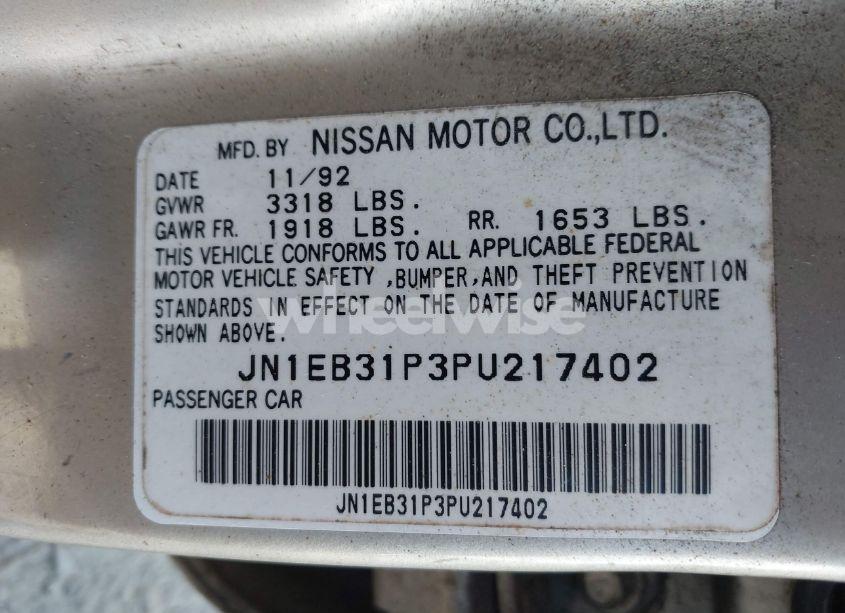 MFD. BY NISSAN MOTOR CO.,LTD.
DATE 11/92
GVWR 3318 LBS.
GAWR FR. 1918 LBS. RR. 1653 LBS.
THIS VEHICLE CONFORMS TO ALL APPLICABLE FEDERAL
MOTOR VEHICLE SAFETY ,BUMPER,AND THEFT PREVENTION
STANDARDS IN EFFECT ON THE DATE OF MANUFACTURE
SHOWN ABOVE.
wheelwise
JN1EB31P3PU217402
PASSENGER CAR
JN1EB31P3PU217402